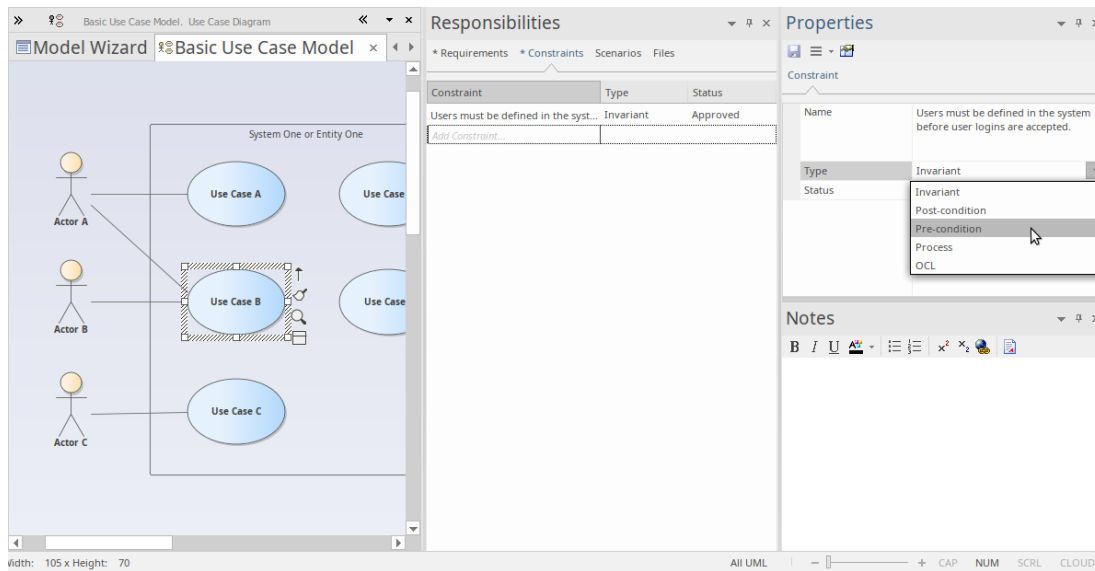 Basic Use Case Model. Use Case Diagram
Model Wizard
Basic Use Case Model
System One or Entity One
Actor A
Use Case A
Use Case
Actor B
Use Case B
Use Case
Actor C
Use Case C
Responsibilities
* Requirements * Constraints Scenarios Files
Constraint Type Status
Users must be defined in the syst... Invariant Approved
Add Constraint...
Properties
Constraint
Name Users must be defined in the system
before user logins are accepted.
Type Invariant
Status
Invariant
Post-condition
Pre-condition
Process
OCL
Notes
B I U A x² x₂
Width: 105 x Height: 70
All UML
CAP NUM SCRL CLOUD